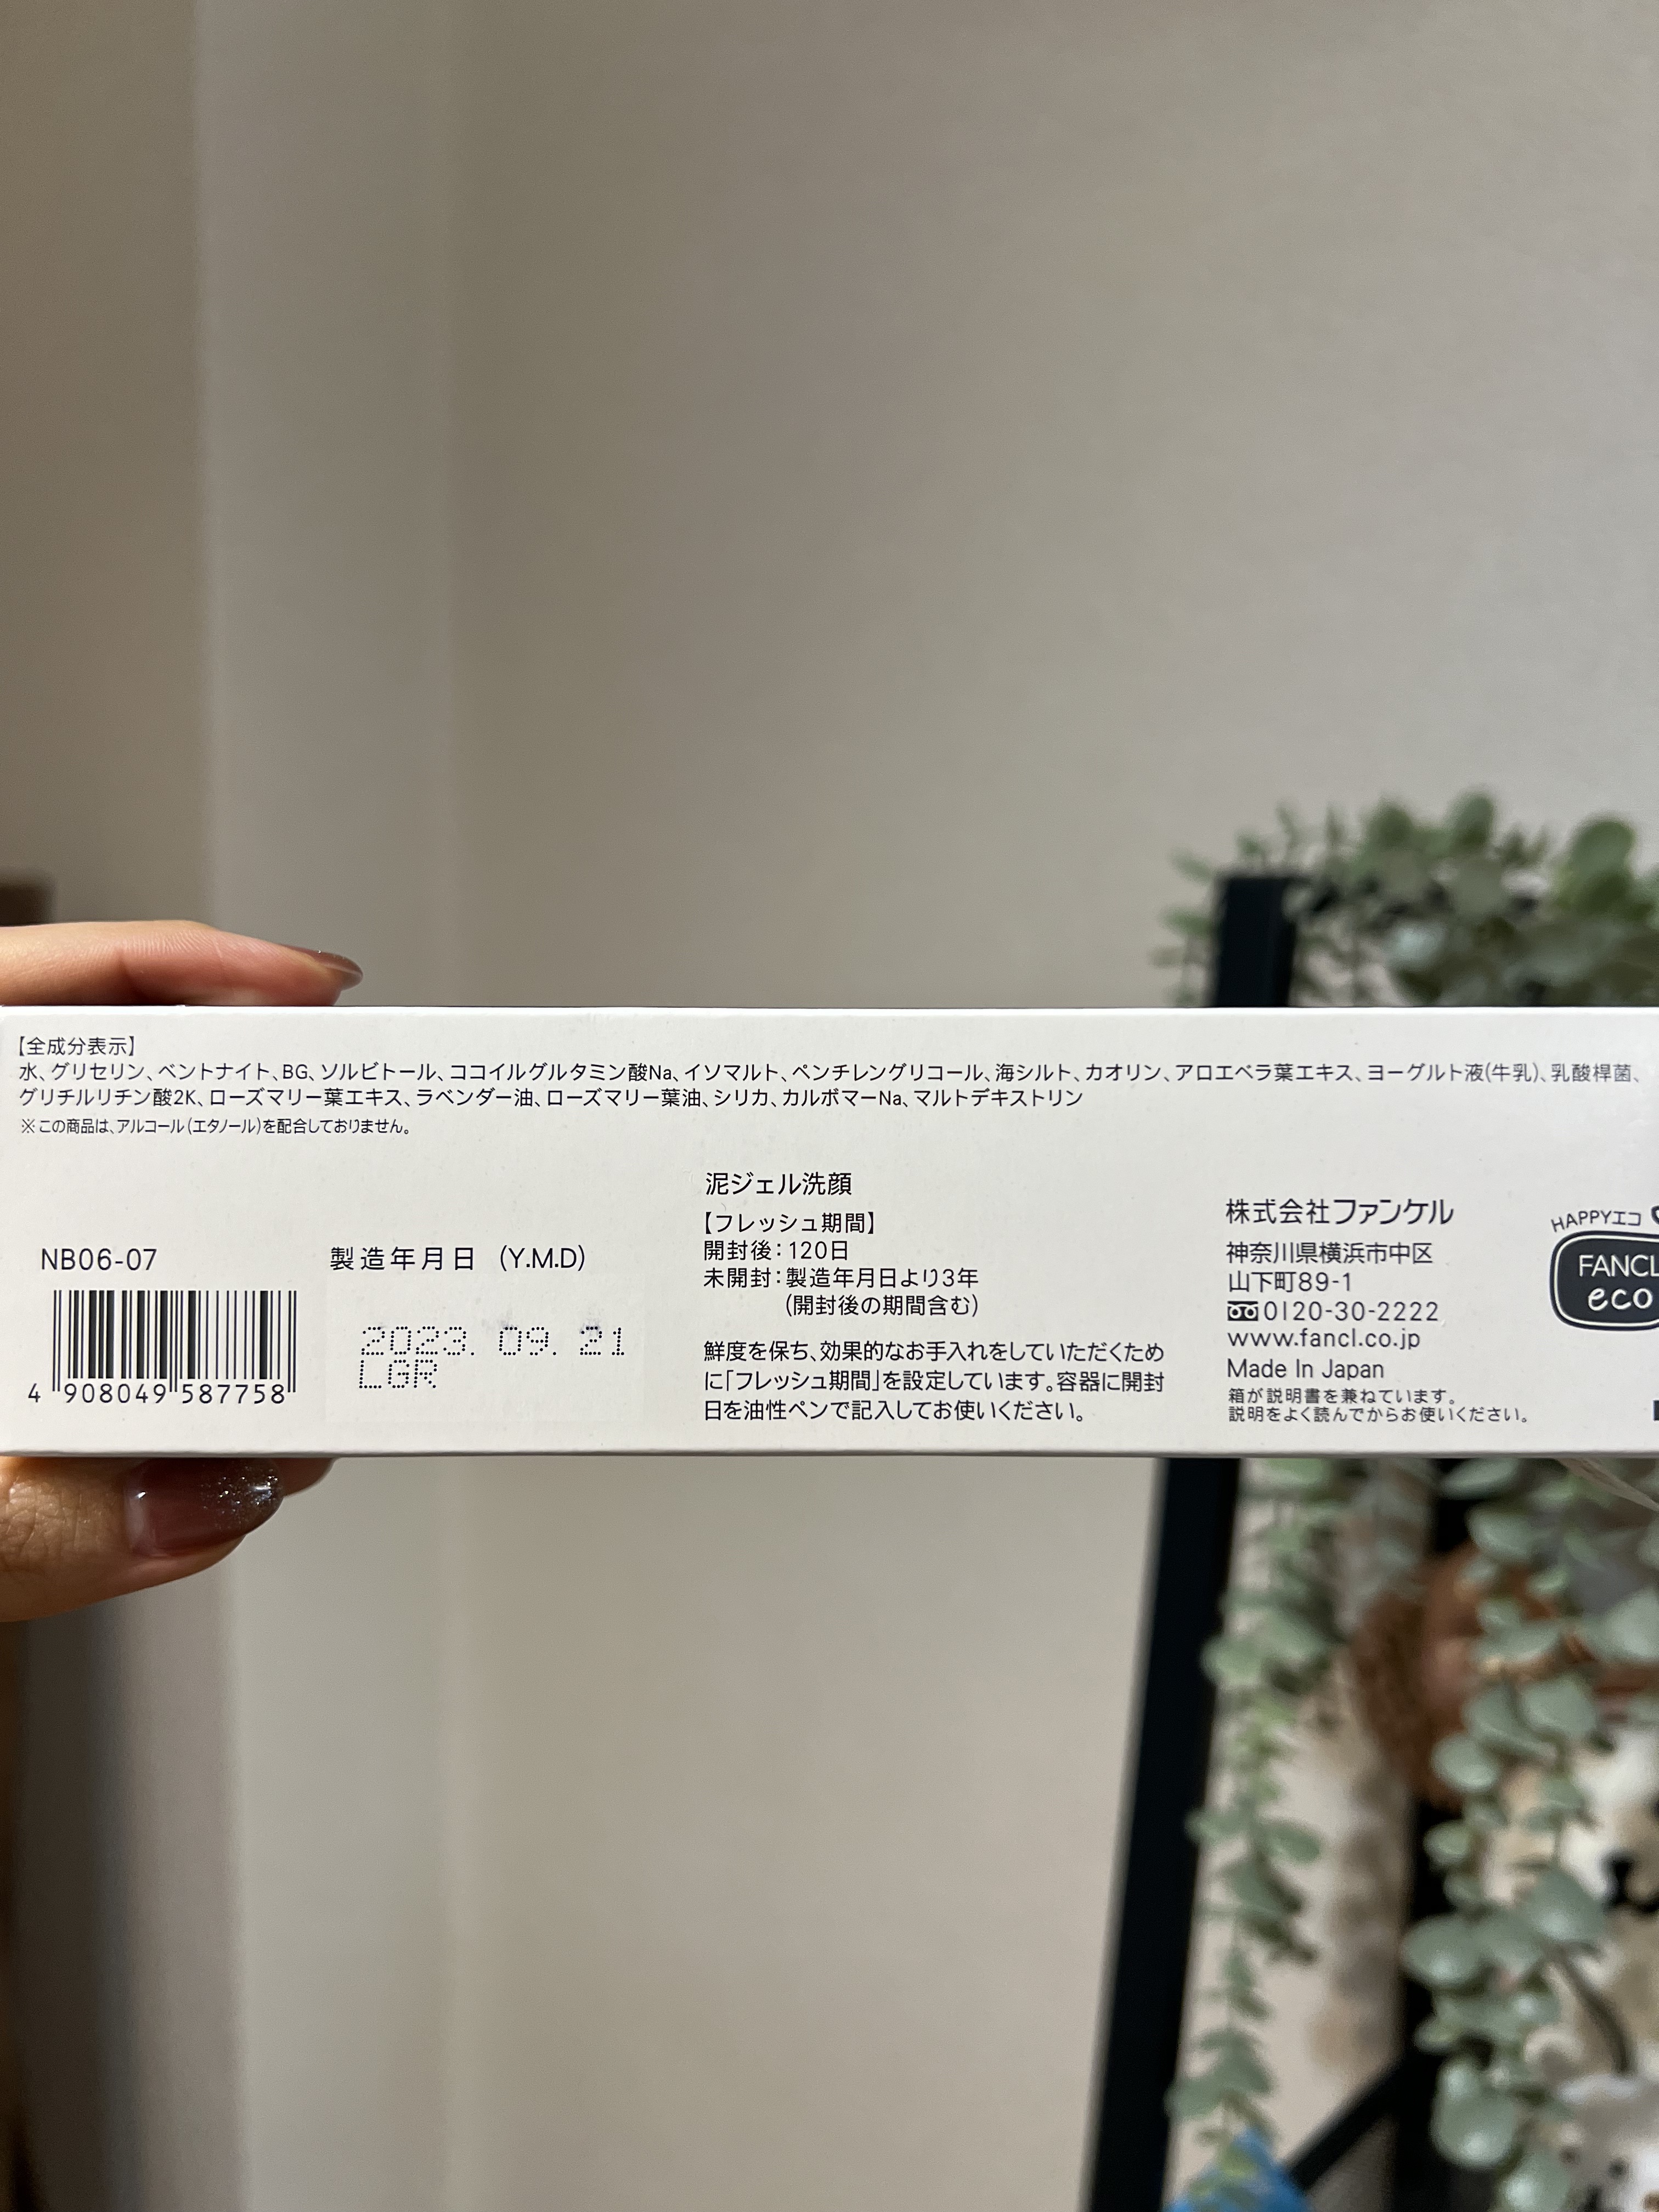 【全成分表示】
水、グリセリン、ベントナイト、BG、ソルビトール、ココイルグルタミン酸Na、イソマルト、ペンチレングリコール、海シルト、カオリン、アロエベラ葉エキス、ヨーグルト液(牛乳)、乳酸桿菌、
グリチルリチン酸2K、ローズマリー葉エキス、ラベンダー油、ローズマリー葉油、シリカ、カルボマーNa、マルトデキストリン
※この商品は、アルコール(エタノール)を配合しておりません。
NB06-07
4 908049 587758
製造年月日 (Y.M.D)
2023. 09. 21
LGR
泥ジェル洗顔
【フレッシュ期間】
開封後：120日
未開封：製造年月日より3年
(開封後の期間含む)
鮮度を保ち、効果的なお手入れをしていただくため
に「フレッシュ期間」を設定しています。容器に開封
日を油性ペンで記入してお使いください。
株式会社ファンケル
神奈川県横浜市中区
山下町89-1
0120-30-2222
www.fancl.co.jp
Made In Japan
箱が説明書を兼ねています。
説明をよく読んでからお使いください。
HAPPYエコ
FANCL
eco